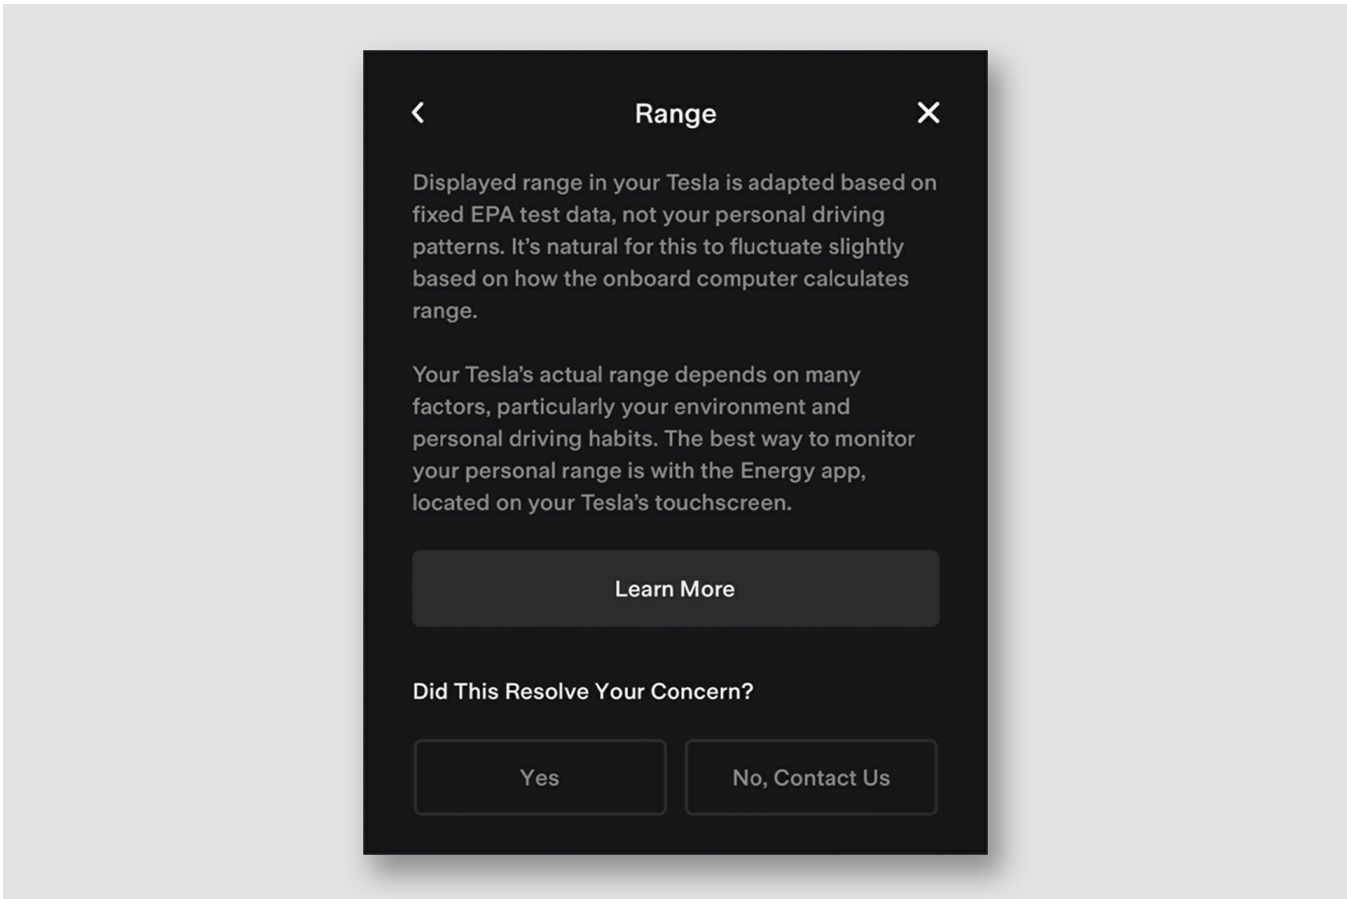 Range
Displayed range in your Tesla is adapted based on
fixed EPA test data, not your personal driving
patterns. It’s natural for this to fluctuate slightly
based on how the onboard computer calculates
range.
Your Tesla’s actual range depends on many
factors, particularly your environment and
personal driving habits. The best way to monitor
your personal range is with the Energy app,
located on your Tesla’s touchscreen.
Learn More
Did This Resolve Your Concern?
Yes
No, Contact Us